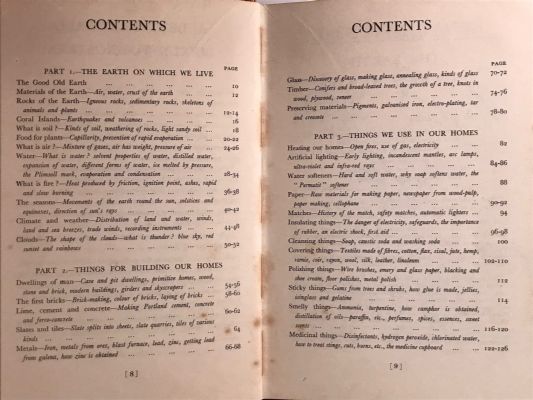 CONTENTS
PAGE
PART 1.—THE EARTH ON WHICH WE LIVE
The Good Old Earth ... 10
Materials of the Earth—Air, water, crust of the earth ... 12
Rocks of the Earth—Igneous rocks, sedimentary rocks, skeletons of
animals and plants ... 12-14
Coral Islands—Earthquakes and volcanoes ... 16
What is soil?—Kinds of soil, weathering of rocks, light sandy soil ... 18
Food for plants—Capillarity, prevention of rapid evaporation ... 20-22
What is air?—Mixture of gases, air has weight, pressure of air ... 24-26
Water—What is water? solvent properties of water, distilled water,
expansion of water, different forms of water, ice melted by pressure,
the Plimsoll mark, evaporation and condensation ... 28-34
What is fire?—Heat produced by friction, ignition point, ashes, rapid
and slow burning ... 36-38
The seasons—Movements of the earth round the sun, solstices and
equinoxes, direction of sun's rays ... 40-42
Climate and weather—Distribution of land and water, winds,
land and sea breezes, trade winds, recording instruments ... 44-48
Clouds—The shape of the clouds—what is thunder? blue sky, red
sunset and rainbows ... 50-52
PART 2.—THINGS FOR BUILDING OUR HOMES
Dwellings of man—Cave and pit dwellings, primitive homes, wood,
stone and brick, modern buildings, girders and skyscrapers ... 54-56
The first bricks—Brick-making, colour of bricks, laying of bricks ... 58-60
Lime, cement and concrete—Making Portland cement, concrete
and ferro-concrete ... 60-62
Slates and tiles—Slate splits into sheets, slate quarries, tiles of various
kinds ... 64
Metals—Iron, metals from ores, blast furnace, lead, zinc, getting lead
from galena, how zinc is obtained ... 66-68
[ 8 ]
CONTENTS
PAGE
Glass—Discovery of glass, making glass, annealing glass, kinds of glass 70-72
Timber—Conifers and broad-leaved trees, the growth of a tree, knots in
wood, plywood, veneer ... 74-76
Preserving materials—Pigments, galvanised iron, electro-plating, tar
and creosote ... 78-80
PART 3.—THINGS WE USE IN OUR HOMES
Heating our homes—Open fires, use of gas, electricity ... 82
Artificial lighting—Early lighting, incandescent mantles, arc lamps,
ultra-violet and infra-red rays ... 84-86
Water softeners—Hard and soft water, why soap softens water, the
“Permutit” softener ... 88
Paper—Raw materials for making paper, newspaper from wood-pulp,
paper making, cellophane ... 90-92
Matches—History of the match, safety matches, automatic lighters ... 94
Insulating things—The danger of electricity, safeguards, the importance
of rubber, an electric shock, first aid ... 96-98
Cleansing things—Soap, caustic soda and washing soda ... 100
Covering things—Textiles made of fibres, cotton, flax, sisal, jute, hemp,
ramie, coir, rayon, wool, silk, leather, linoleum ... 102-110
Polishing things—Wire brushes, emery and glass paper, blacking and
shoe cream, floor polishes, metal polish ... 112
Sticky things—Gums from trees and shrubs, how glue is made, jellies,
isinglass and gelatine ... 114
Smelly things—Ammonia, turpentine, how camphor is obtained,
distillation of oils—paraffin, etc., perfumes, spices, essences, sweet
scents ... 116-120
Medicinal things—Disinfectants, hydrogen peroxide, chlorinated water,
how to treat stings, cuts, burns, etc., the medicine cupboard ... 122-126
[ 9 ]